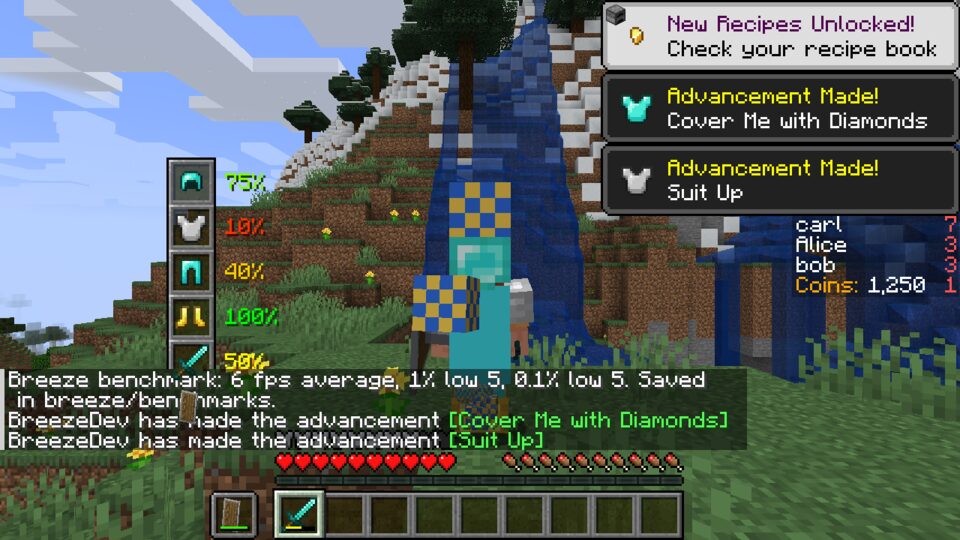 New Recipes Unlocked!
Check your recipe book
Advancement Made!
Cover Me with Diamonds
Advancement Made!
Suit Up
carl 7
Alice 3
bob 3
Coins: 1,250 1
75%
10%
40%
100%
50%
Breeze benchmark: 6 fps average, 1% low 5, 0.1% low 5. Saved
in breeze/benchmarks.
BreezeDev has made the advancement [Cover Me with Diamonds]
BreezeDev has made the advancement [Suit Up]